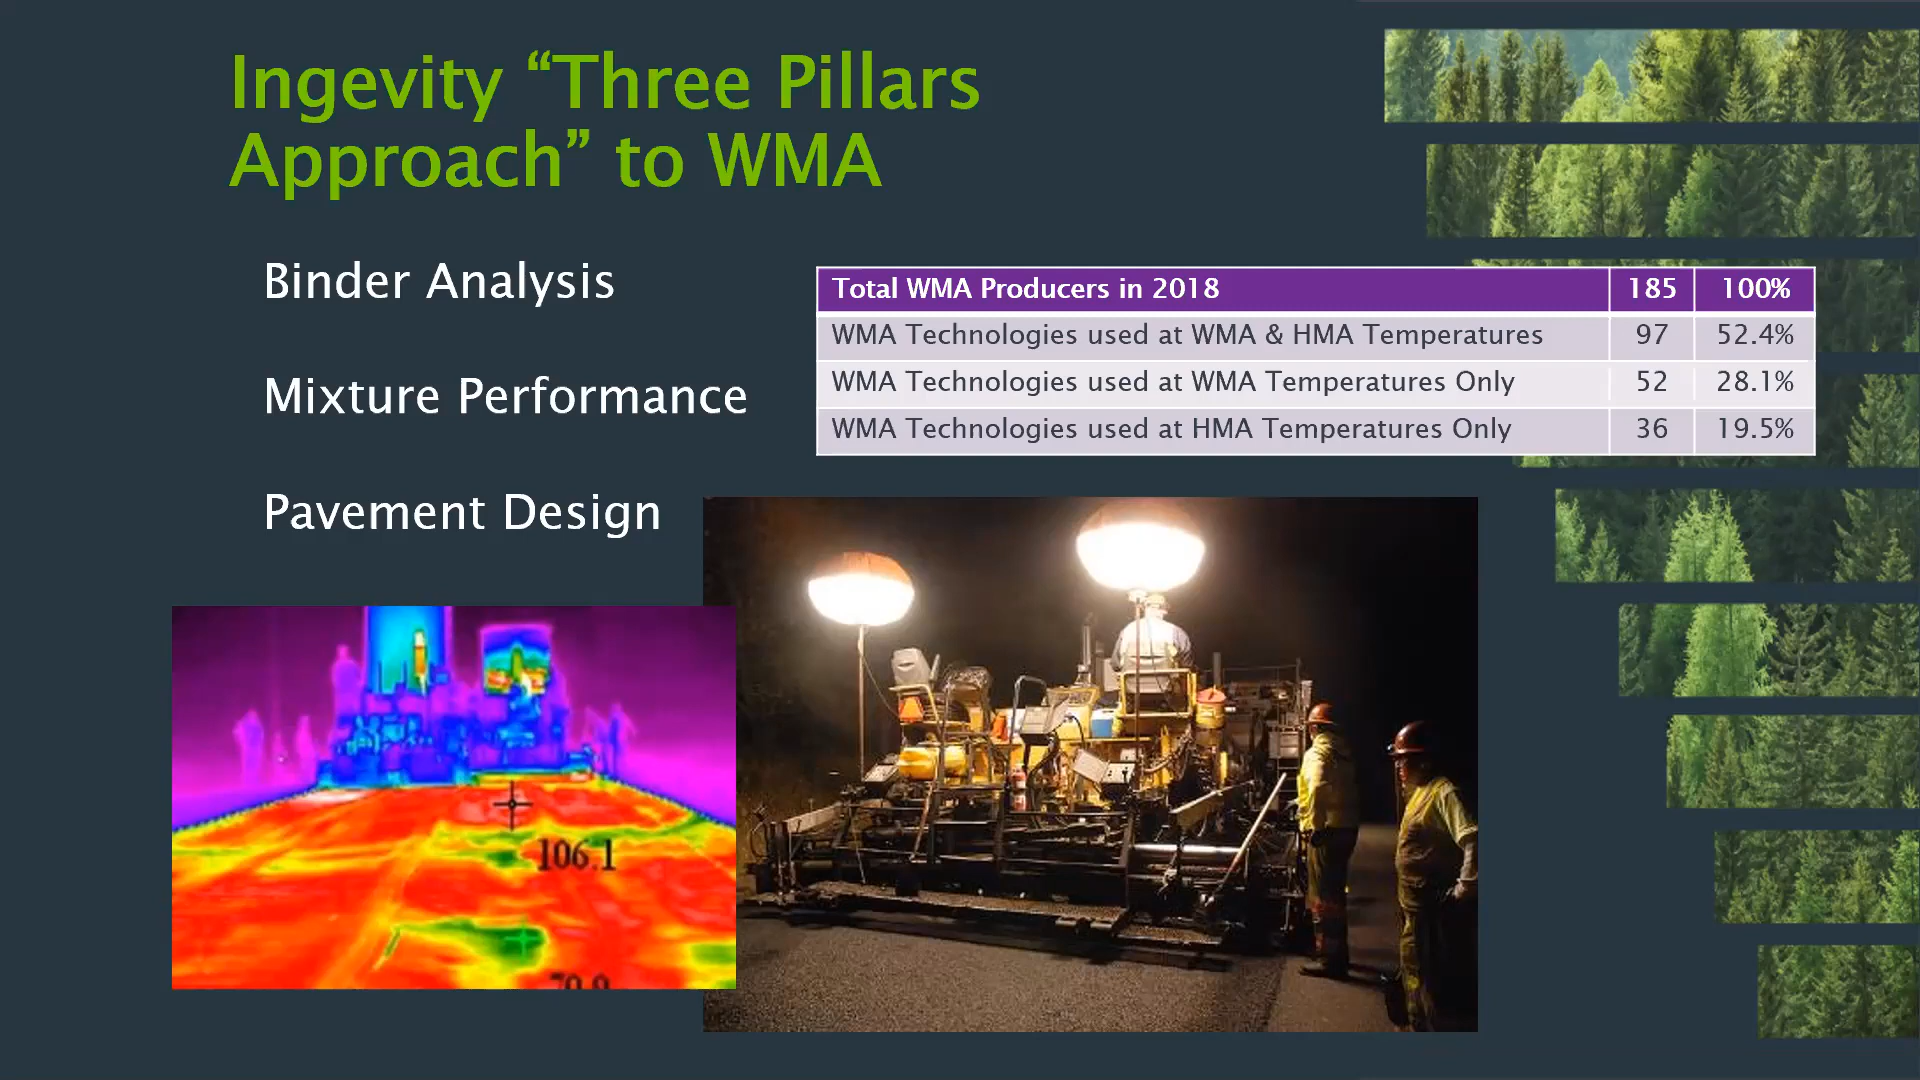 Ingevity “Three Pillars
Approach” to WMA
Binder Analysis
Mixture Performance
Pavement Design
Total WMA Producers in 2018 185 100%
WMA Technologies used at WMA & HMA Temperatures 97 52.4%
WMA Technologies used at WMA Temperatures Only 52 28.1%
WMA Technologies used at HMA Temperatures Only 36 19.5%
106.1